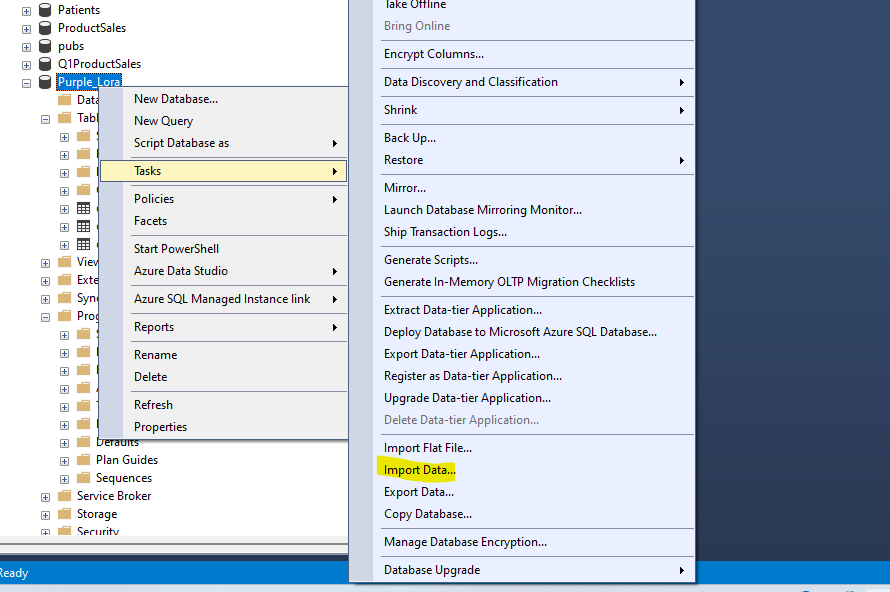 Patients
ProductSales
pubs
Q1ProductSales
Purple_Lora
Data
Tabl
View
Exte
Syno
Prog
Defaults
Plan Guides
Sequences
Service Broker
Storage
Security
Ready
New Database...
New Query
Script Database as
Tasks
Policies
Facets
Start PowerShell
Azure Data Studio
Azure SQL Managed Instance link
Reports
Rename
Delete
Refresh
Properties
Take Offline
Bring Online
Encrypt Columns...
Data Discovery and Classification
Shrink
Back Up...
Restore
Mirror...
Launch Database Mirroring Monitor...
Ship Transaction Logs...
Generate Scripts...
Generate In-Memory OLTP Migration Checklists
Extract Data-tier Application...
Deploy Database to Microsoft Azure SQL Database...
Export Data-tier Application...
Register as Data-tier Application...
Upgrade Data-tier Application...
Delete Data-tier Application...
Import Flat File...
Import Data...
Export Data...
Copy Database...
Manage Database Encryption...
Database Upgrade